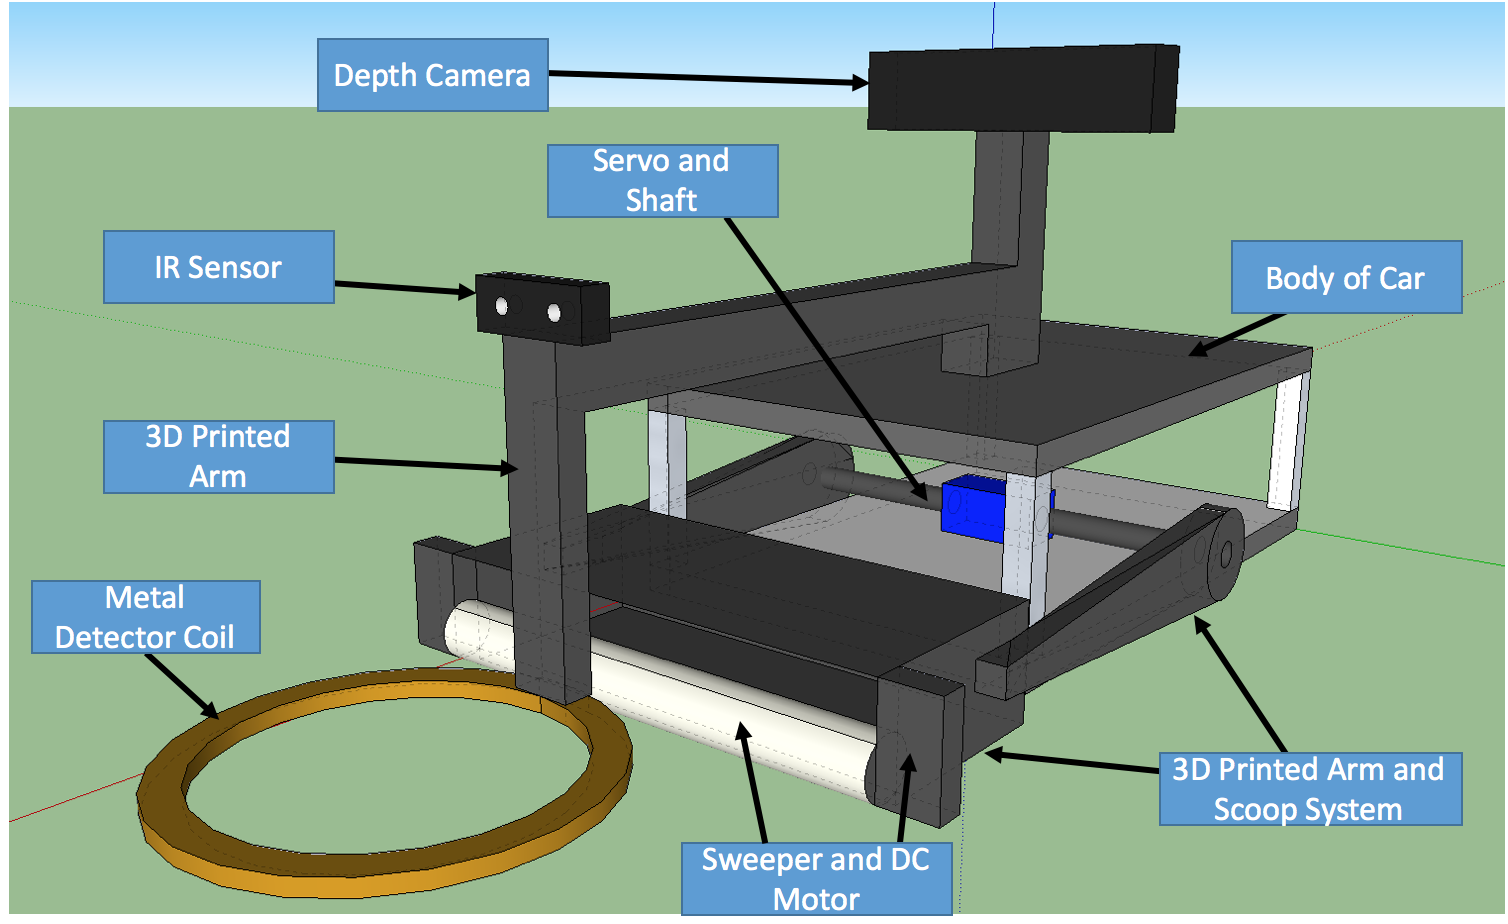 Depth Camera
Servo and
Shaft
IR Sensor
Body of Car
3D Printed
Arm
Metal
Detector Coil
3D Printed Arm and
Scoop System
Sweeper and DC
Motor